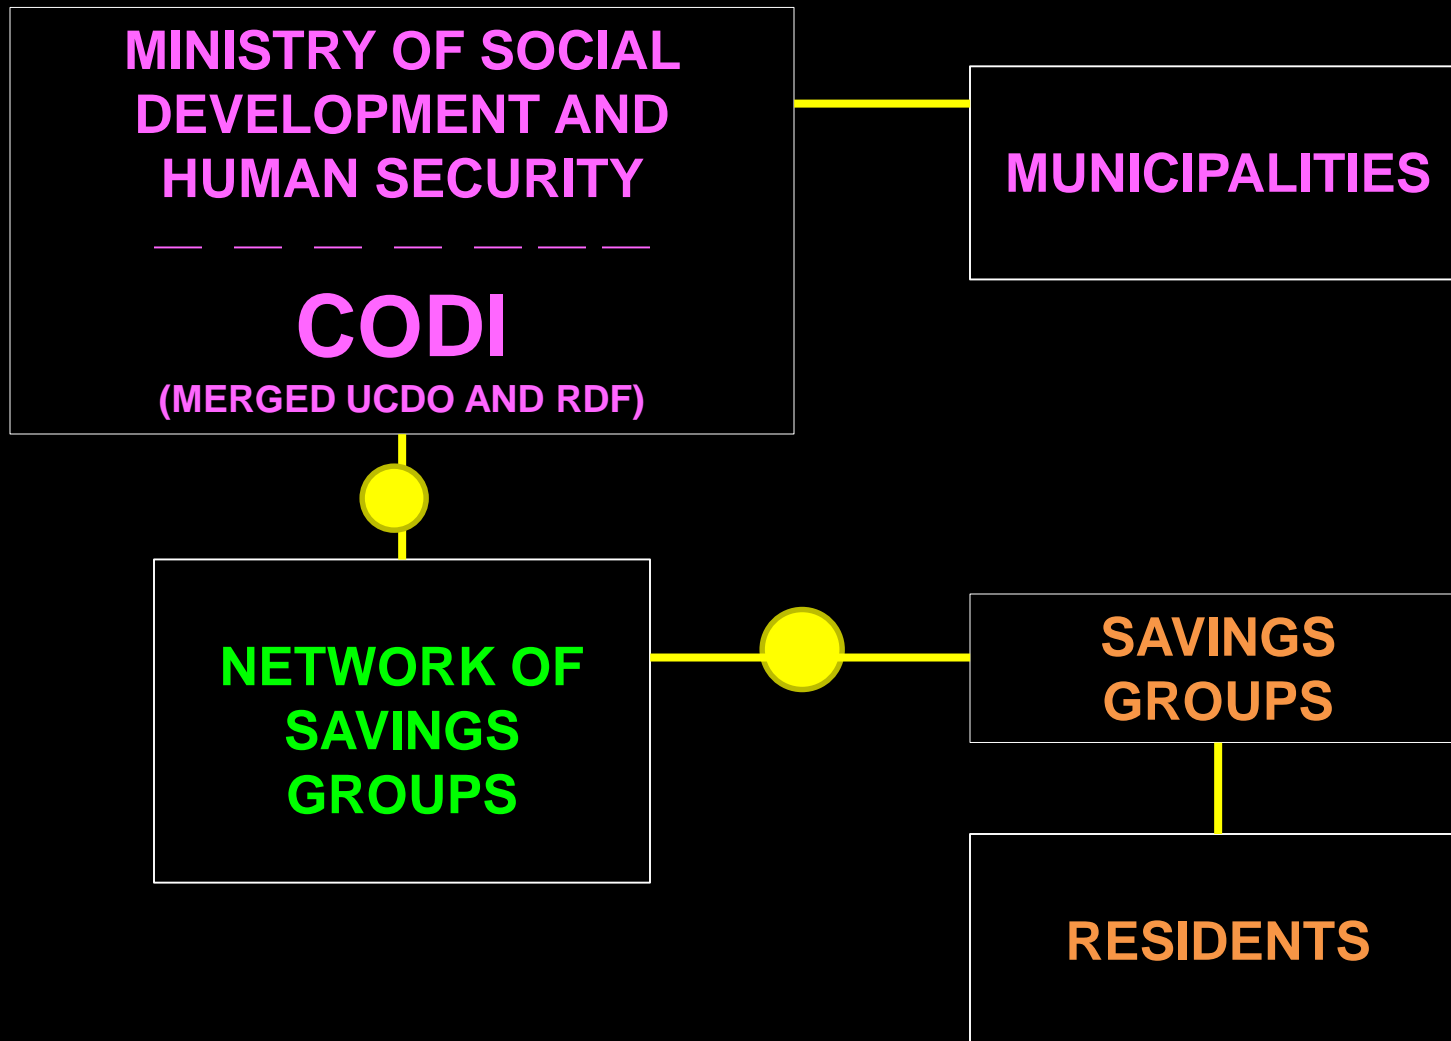 MINISTRY OF SOCIAL
DEVELOPMENT AND
HUMAN SECURITY
CODI
(MERGED UCDO AND RDF)
MUNICIPALITIES
NETWORK OF
SAVINGS
GROUPS
SAVINGS
GROUPS
RESIDENTS